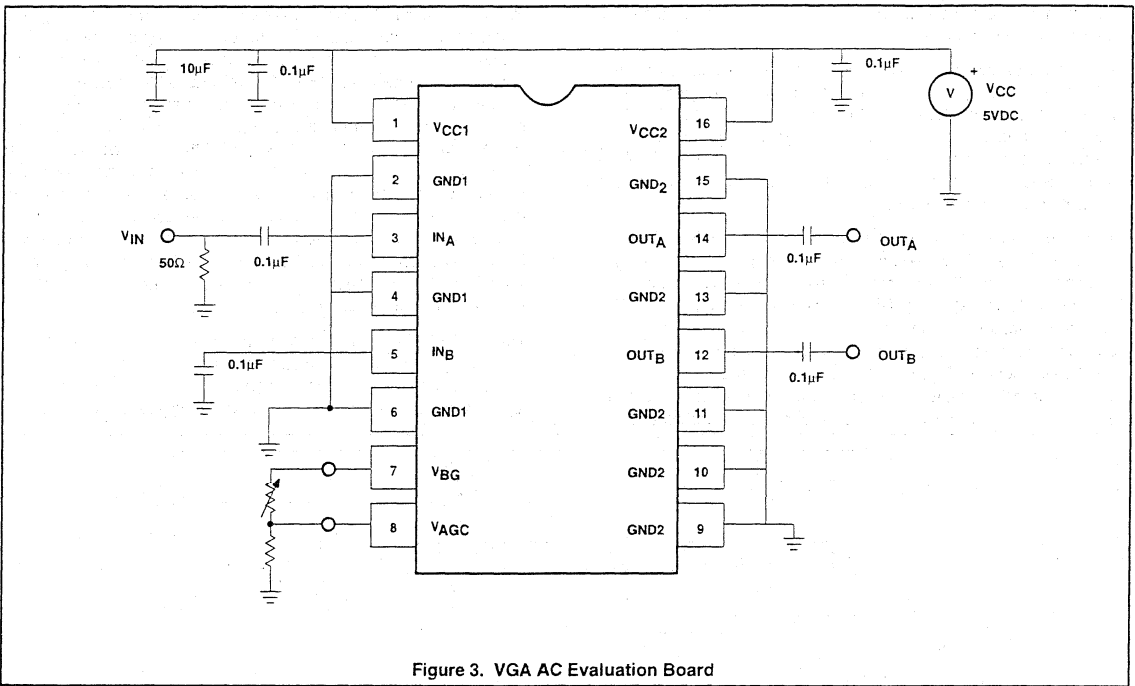 10µF
0.1µF
0.1µF
+
V
VCC
5VDC
1
VCC1
VCC2
16
2
GND1
GND2
15
VIN
50Ω
0.1µF
3
INA
OUTA
14
0.1µF
OUTA
4
GND1
GND2
13
0.1µF
5
INB
OUTB
12
0.1µF
OUTB
6
GND1
GND2
11
7
VBG
GND2
10
8
VAGC
GND2
9
Figure 3. VGA AC Evaluation Board